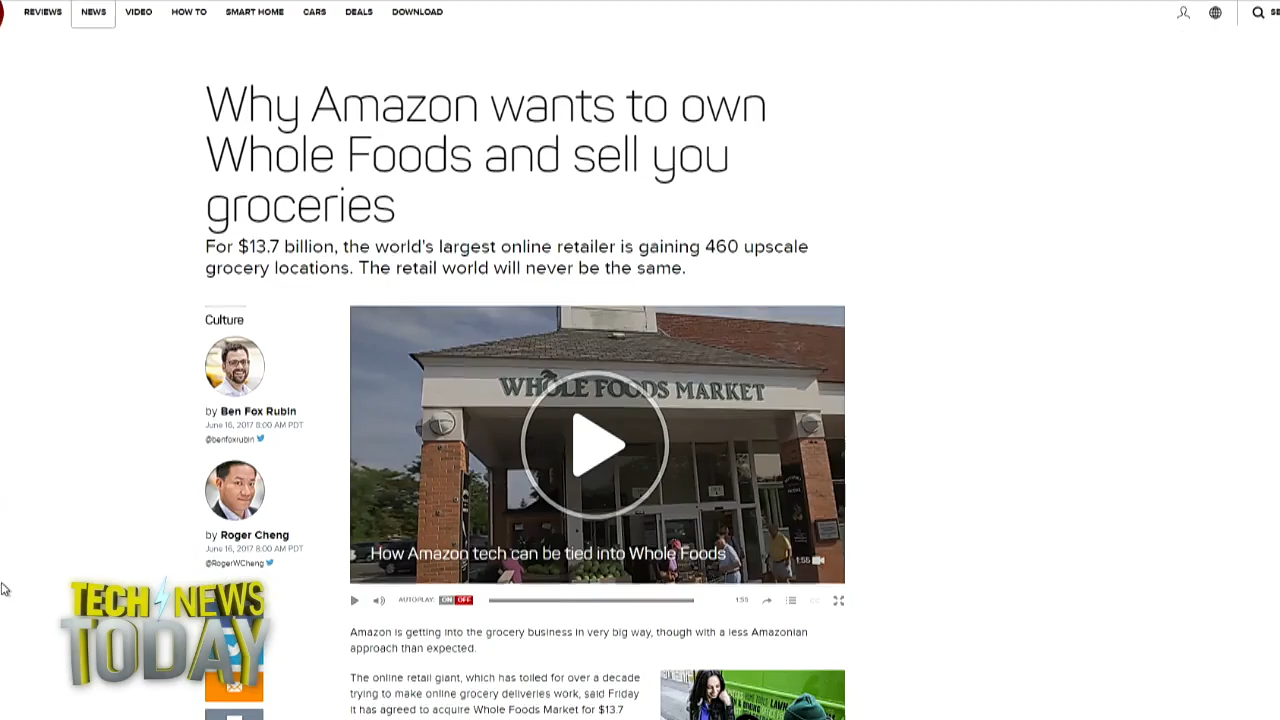 REVIEWS NEWS VIDEO HOW TO SMART HOME CARS DEALS DOWNLOAD
Why Amazon wants to own
Whole Foods and sell you
groceries
For $13.7 billion, the world's largest online retailer is gaining 460 upscale
grocery locations. The retail world will never be the same.
Culture
by Ben Fox Rubin
June 16, 2017 8:00 AM PDT
@benfoxrubin
by Roger Cheng
June 16, 2017 8:00 AM PDT
@RogerWCheng
WHOLE FOODS MARKET
How Amazon tech can be tied into Whole Foods
1:55
AUTOPLAY: ON OFF
1:55
Amazon is getting into the grocery business in very big way, though with a less Amazonian
approach than expected.
The online retail giant, which has toiled for over a decade
trying to make online grocery deliveries work, said Friday
it has agreed to acquire Whole Foods Market for $13.7
TECH NEWS
TODAY